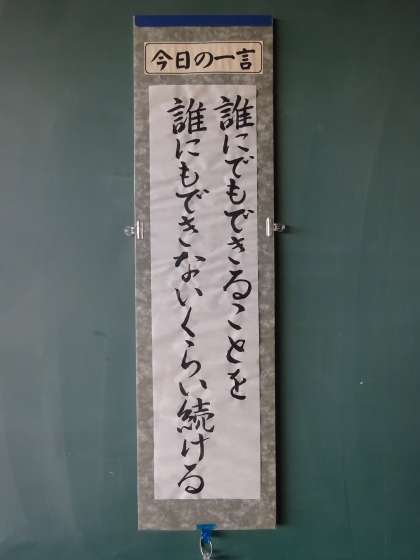 今日の一言
誰にでもできることを
誰にもできないくらい続ける